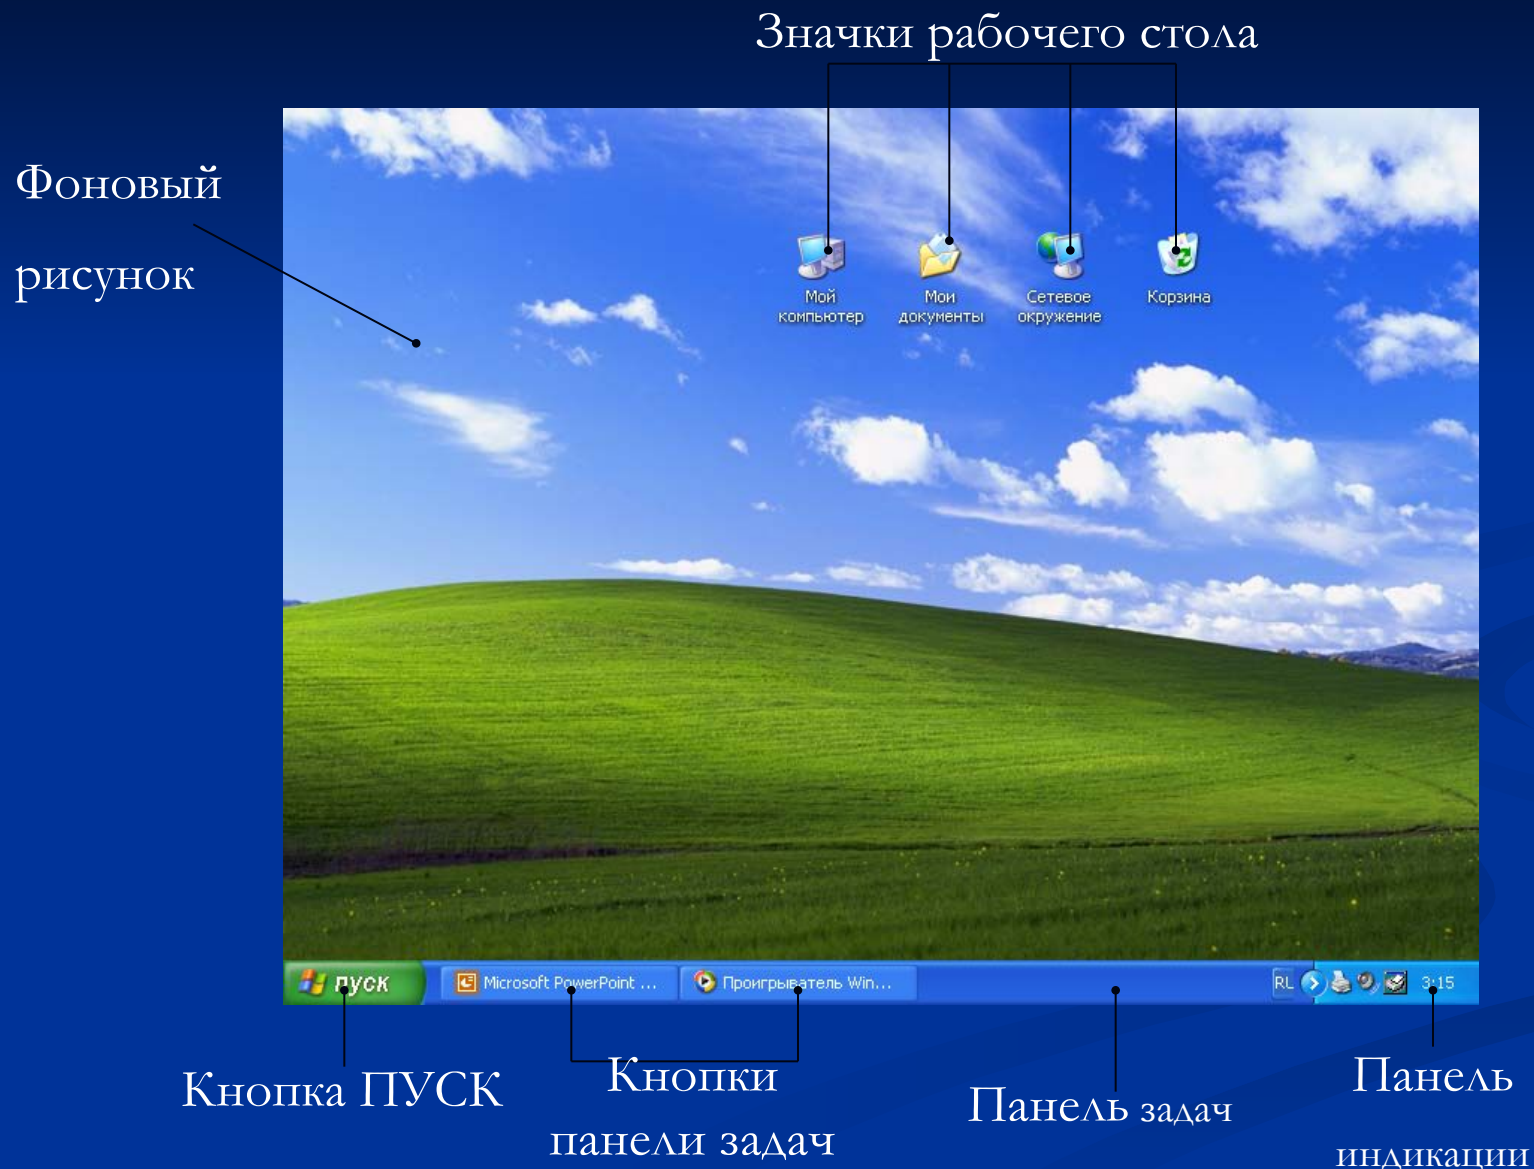 Значки рабочего стола
Фоновый
рисунок
Мой
компьютер
Мои
документы
Сетевое
окружение
Корзина
пуск
Microsoft PowerPoint ...
Проигрыватель Win...
RL
3:15
Кнопка ПУСК
Кнопки
панели задач
Панель задач
Панель
индикации